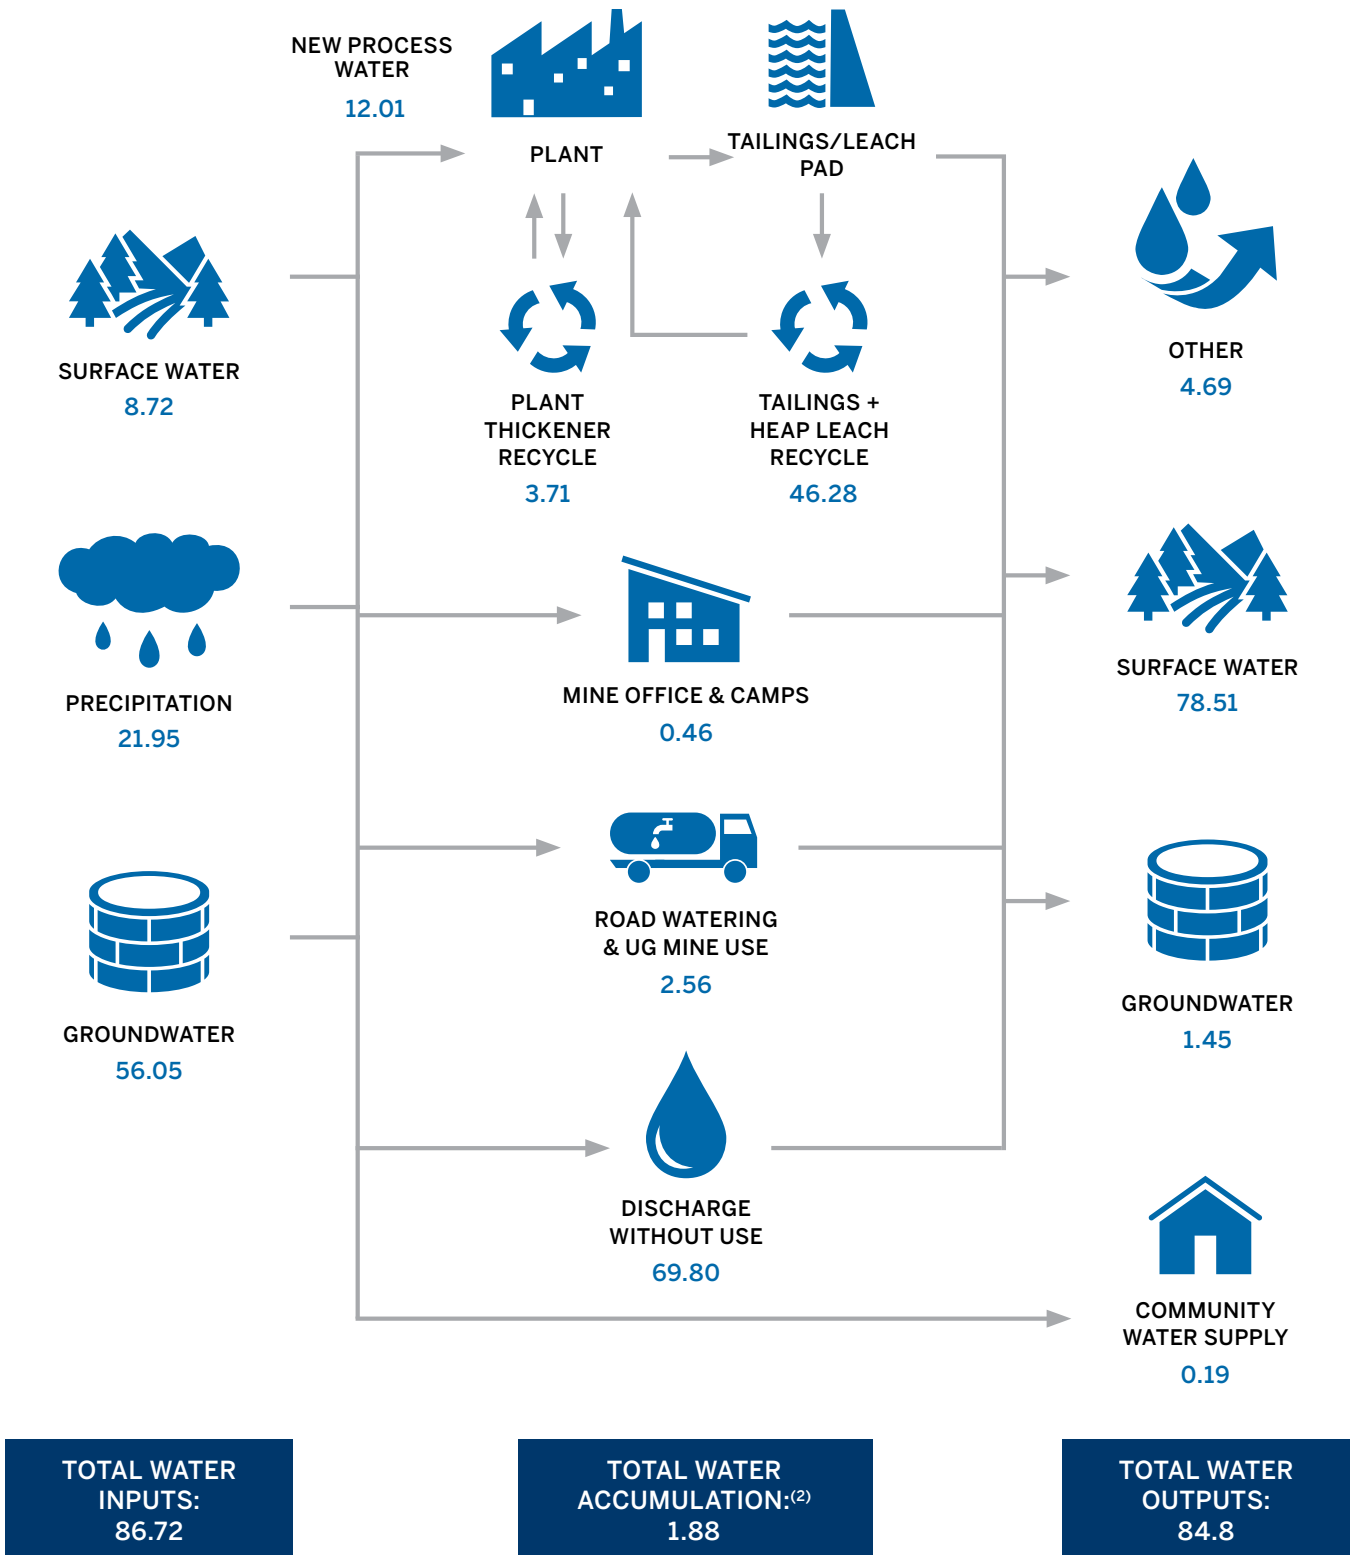 NEW PROCESS
WATER
12.01
PLANT
TAILINGS/LEACH
PAD
SURFACE WATER
8.72
PLANT
THICKENER
RECYCLE
3.71
TAILINGS +
HEAP LEACH
RECYCLE
46.28
OTHER
4.69
PRECIPITATION
21.95
MINE OFFICE & CAMPS
0.46
SURFACE WATER
78.51
GROUNDWATER
56.05
ROAD WATERING
& UG MINE USE
2.56
GROUNDWATER
1.45
DISCHARGE
WITHOUT USE
69.80
COMMUNITY
WATER SUPPLY
0.19
TOTAL WATER
INPUTS:
86.72
TOTAL WATER
ACCUMULATION:(2)
1.88
TOTAL WATER
OUTPUTS:
84.8